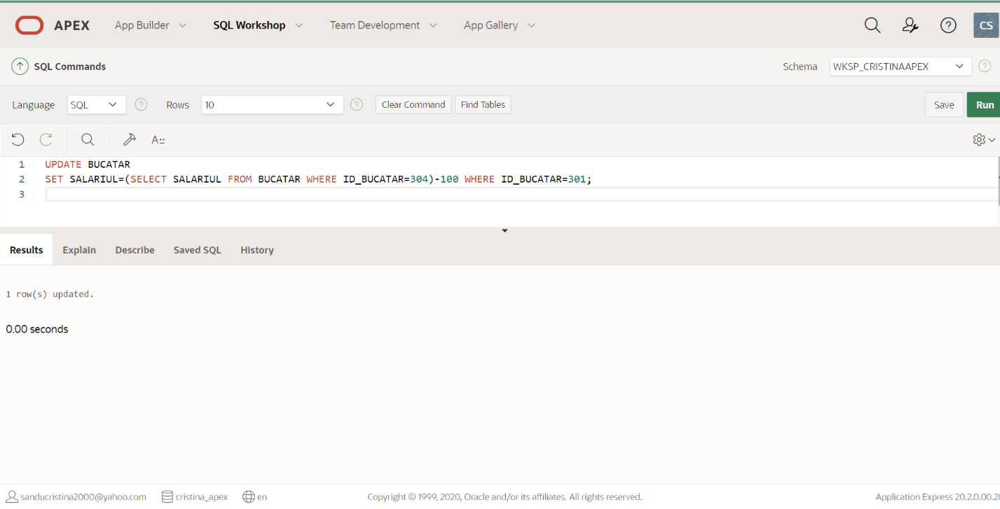 APEX App Builder SQL Workshop Team Development App Gallery CS
SQL Commands Schema WKSP_CRISTINAAPEX
Language SQL Rows 10 Clear Command Find Tables Save Run
A
1 UPDATE BUCATAR
2 SET SALARIUL=(SELECT SALARIUL FROM BUCATAR WHERE ID_BUCATAR=304)-100 WHERE ID_BUCATAR=301;
3
Results Explain Describe Saved SQL History
1 row(s) updated.
0.00 seconds
sanducristina2000@yahoo.com cristina_apex en Copyright © 1999, 2020, Oracle and/or its affiliates. All rights reserved. Application Express 20.2.0.00.20